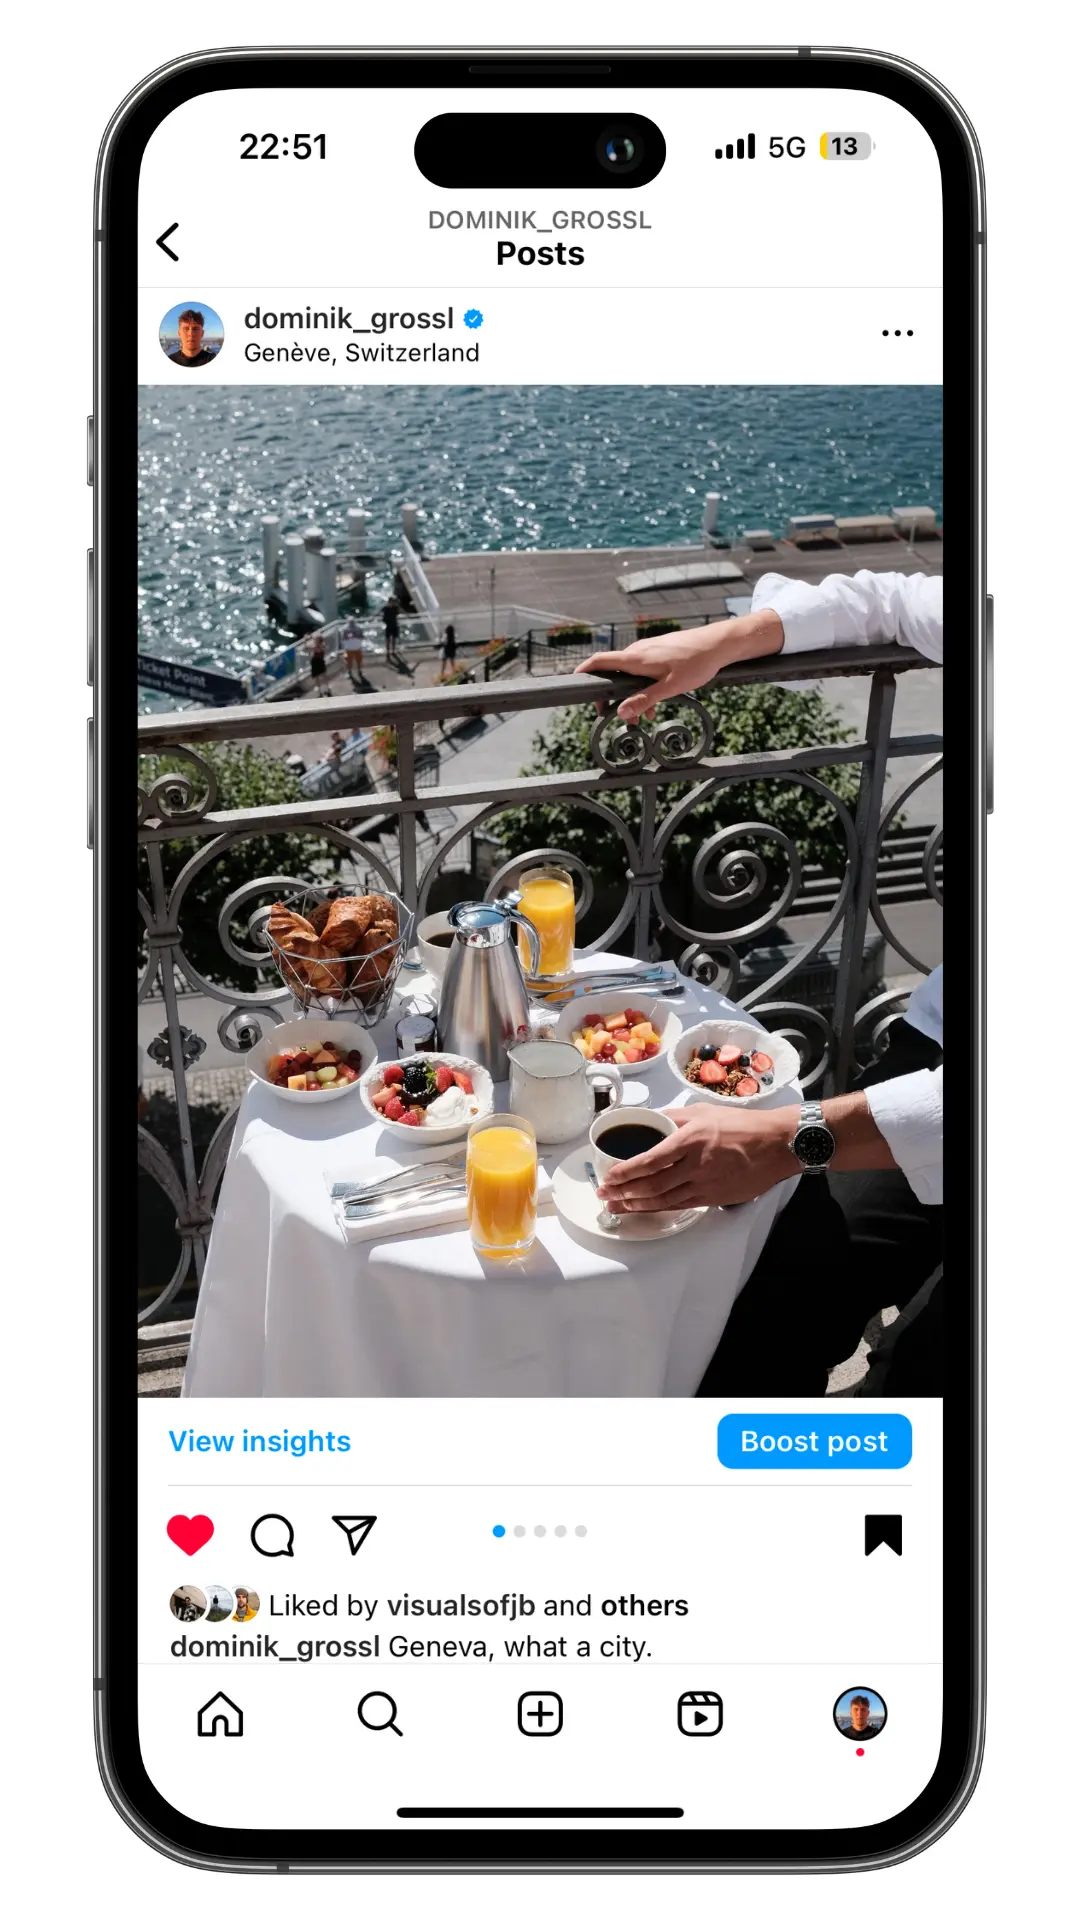 22:51
5G 13
DOMINIK_GROSSL
Posts
dominik_grossl
Genève, Switzerland
Ticket Point
View insights
Boost post
Liked by visualsofjb and others
dominik_grossl Geneva, what a city.